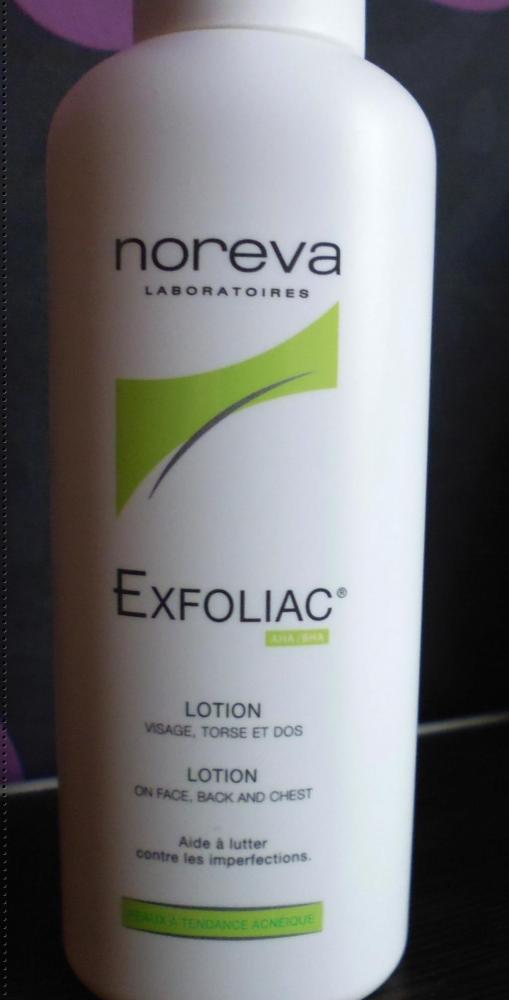 noreva
LABORATOIRES
EXFOLIAC®
AHA/BHA
LOTION
VISAGE, TORSE ET DOS
LOTION
ON FACE, BACK AND CHEST
Aide à lutter
contre les imperfections.
PEAUX À TENDANCE ACNÉIQUE